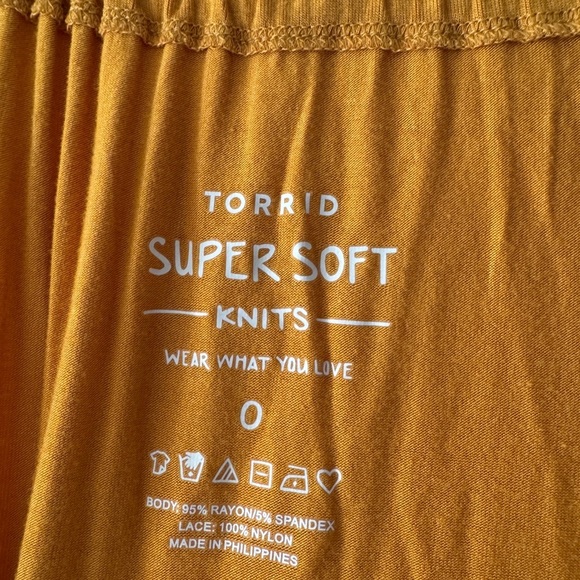 TORRID
SUPER SOFT
KNITS
WEAR WHAT YOU LOVE
0
BODY: 95% RAYON/5% SPANDEX
LACE: 100% NYLON
MADE IN PHILIPPINES